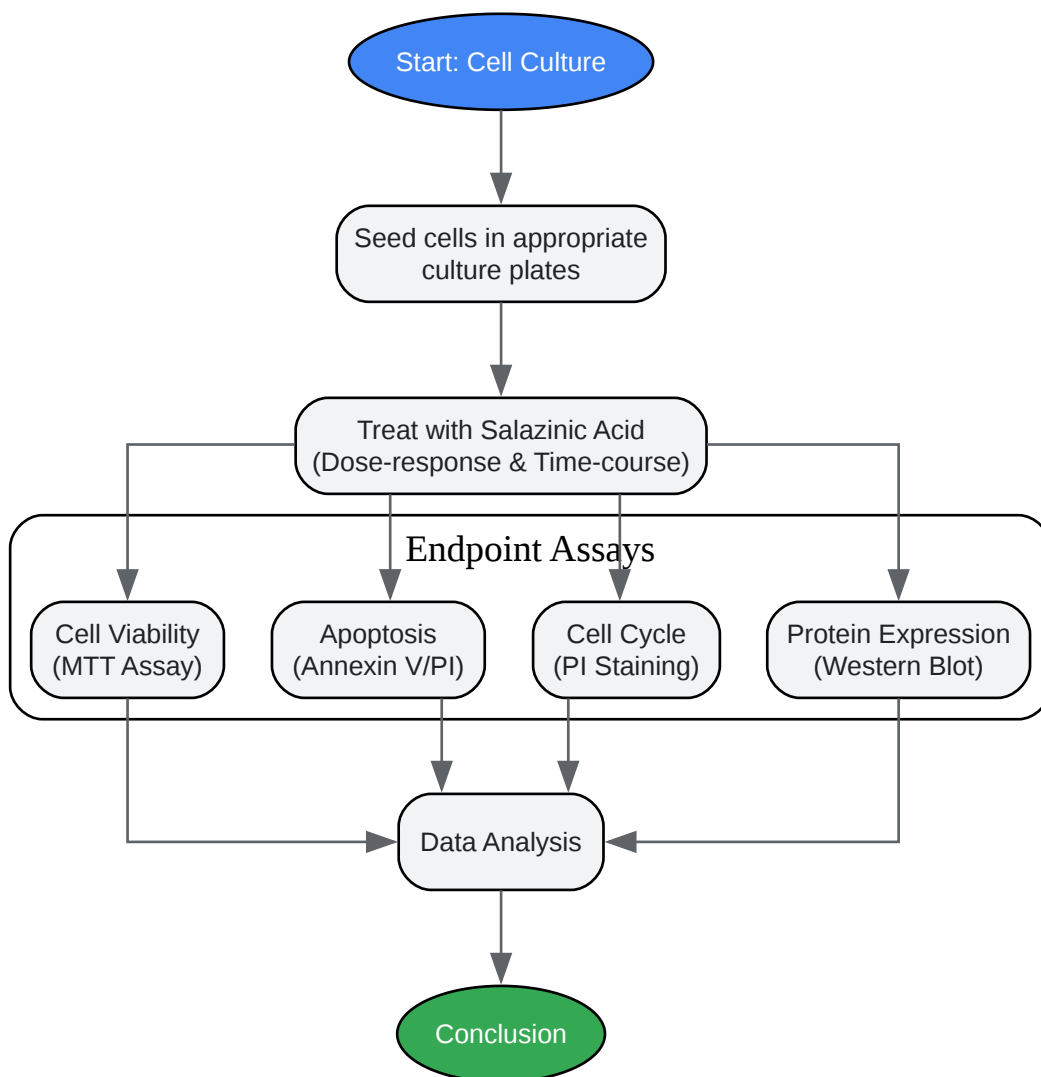 Start: Cell Culture
Seed cells in appropriate
culture plates
Treat with Salazinic Acid
(Dose-response & Time-course)
Endpoint Assays
Cell Viability
(MTT Assay)
Apoptosis
(Annexin V/PI)
Cell Cycle
(PI Staining)
Protein Expression
(Western Blot)
Data Analysis
Conclusion